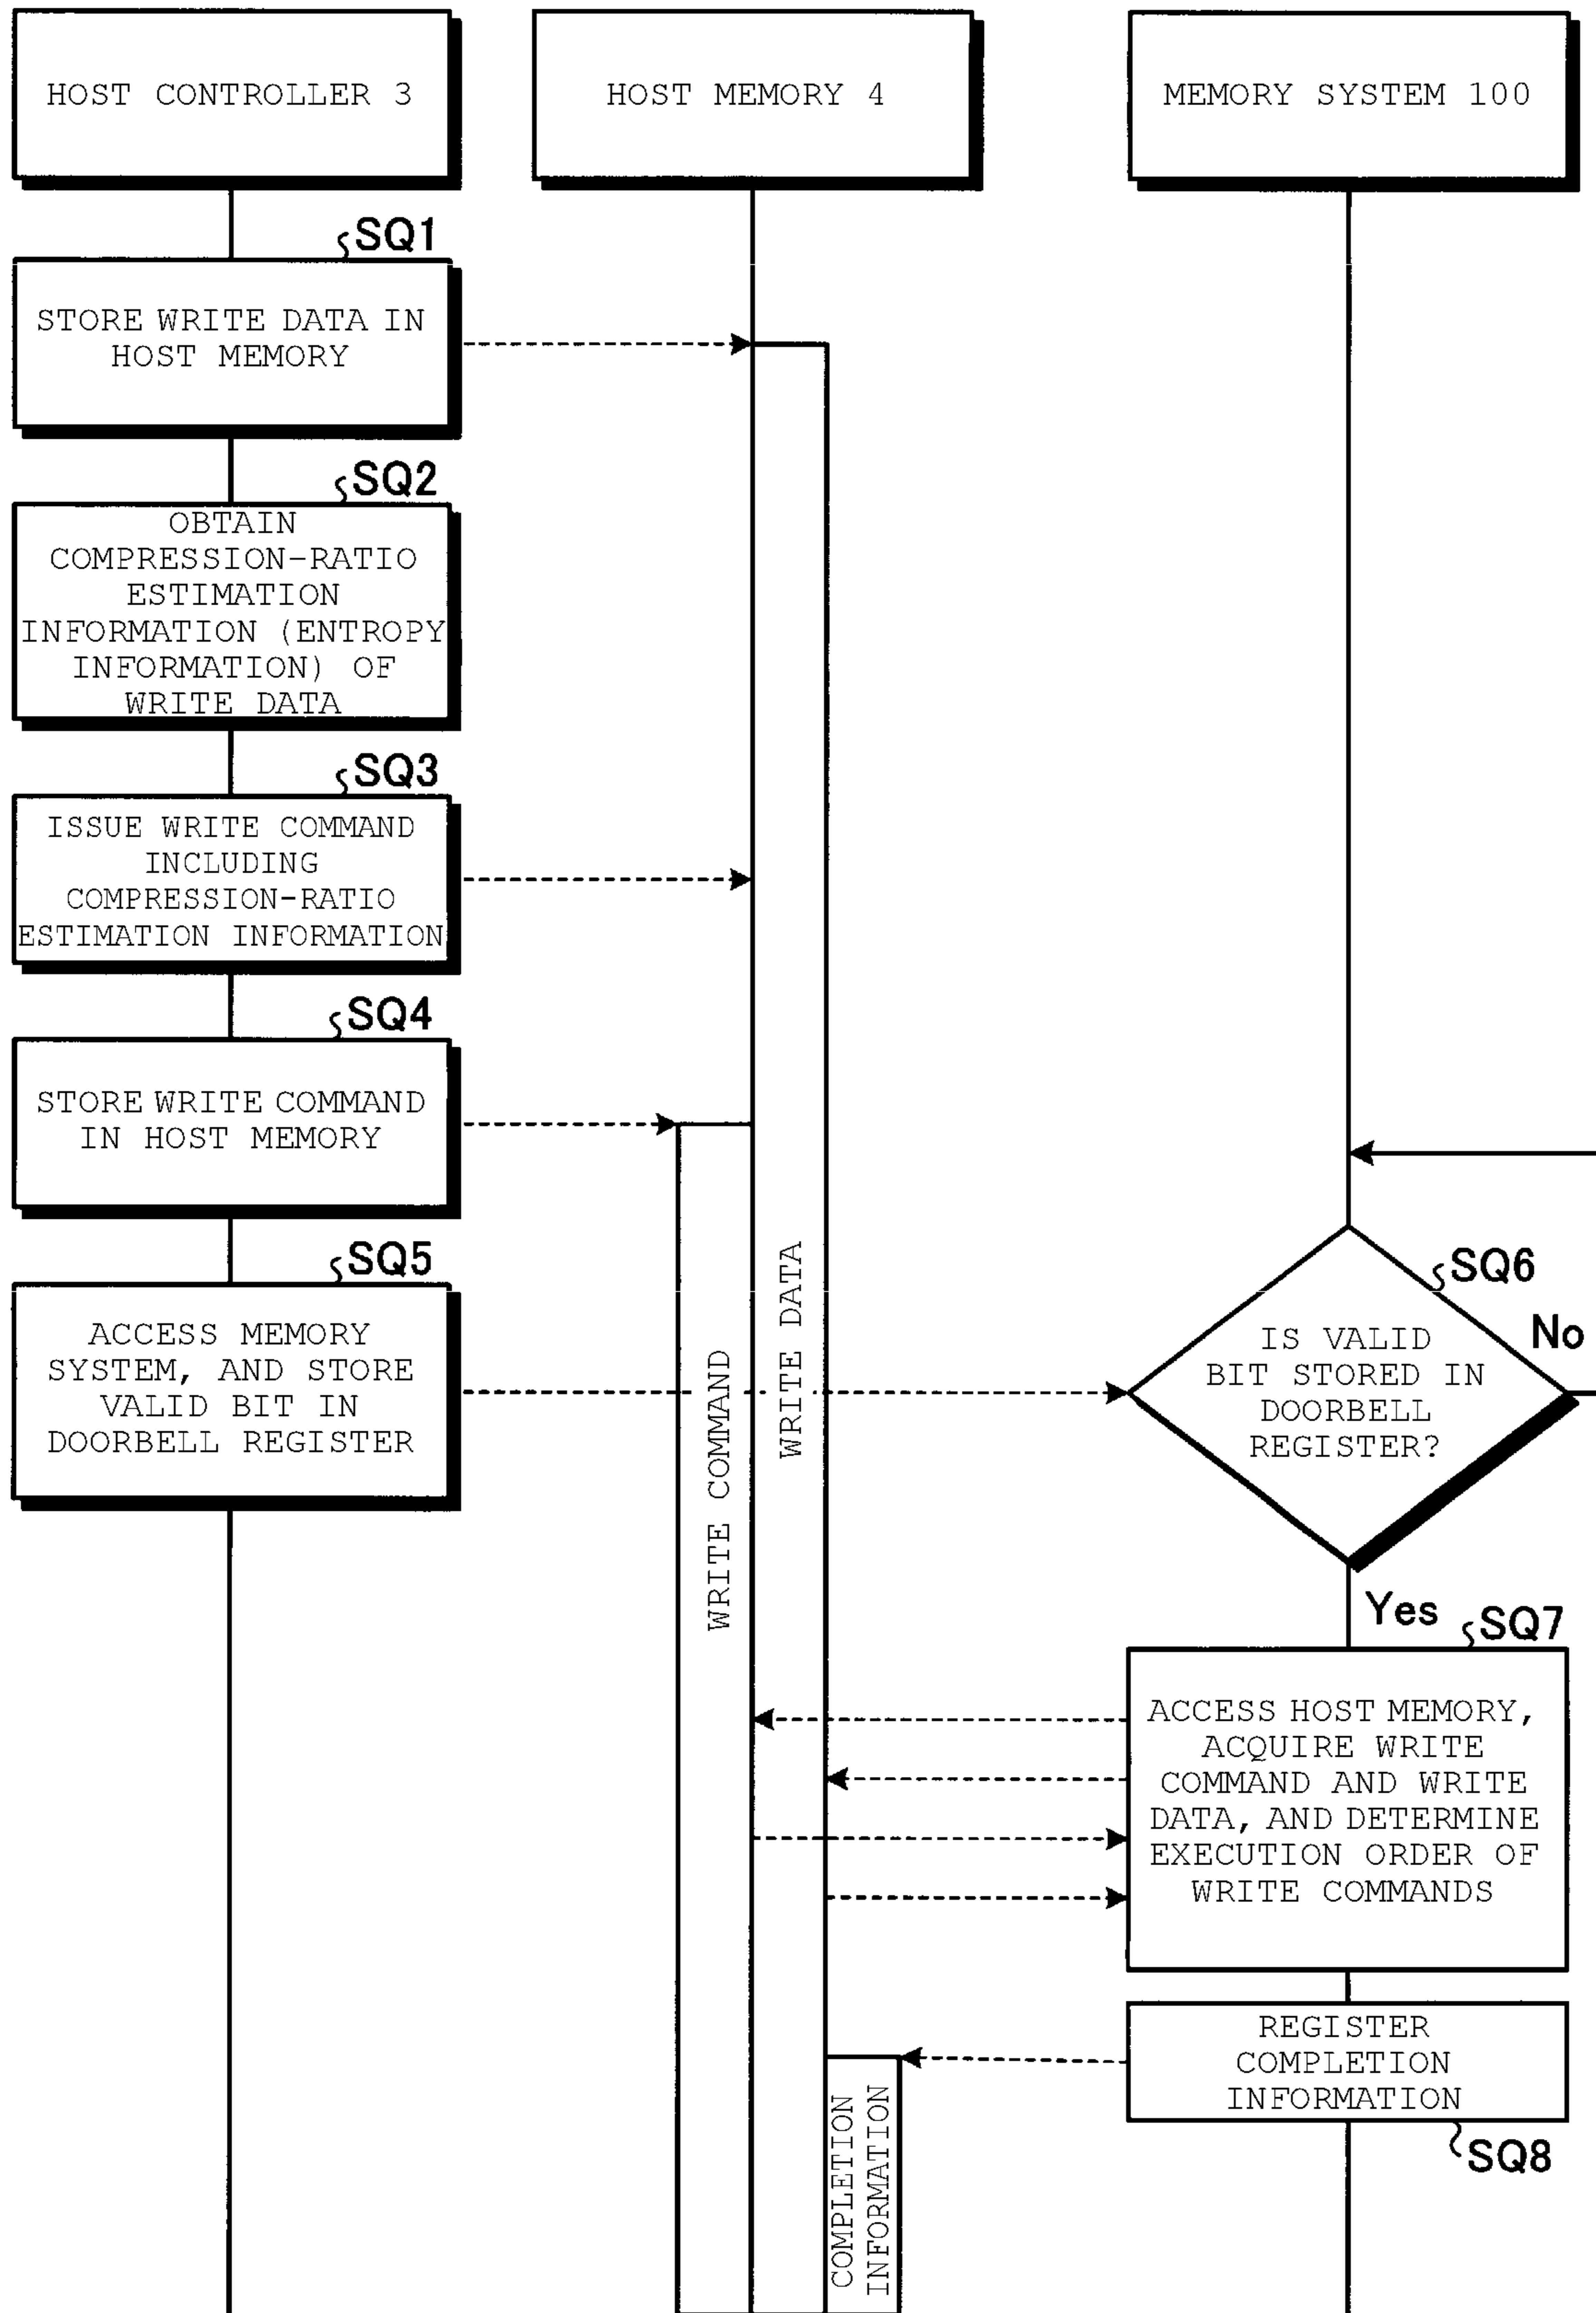 HOST CONTROLLER 3
HOST MEMORY 4
MEMORY SYSTEM 100
SQ1
STORE WRITE DATA IN
HOST MEMORY
SQ2
OBTAIN
COMPRESSION-RATIO
ESTIMATION
INFORMATION (ENTROPY
INFORMATION) OF
WRITE DATA
SQ3
ISSUE WRITE COMMAND
INCLUDING
COMPRESSION-RATIO
ESTIMATION INFORMATION
SQ4
STORE WRITE COMMAND
IN HOST MEMORY
SQ5
ACCESS MEMORY
SYSTEM, AND STORE
VALID BIT IN
DOORBELL REGISTER
WRITE COMMAND
WRITE DATA
SQ6
IS VALID
BIT STORED IN
DOORBELL
REGISTER?
No
Yes
SQ7
ACCESS HOST MEMORY,
ACQUIRE WRITE
COMMAND AND WRITE
DATA, AND DETERMINE
EXECUTION ORDER OF
WRITE COMMANDS
REGISTER
COMPLETION
INFORMATION
SQ8
COMPLETION
INFORMATION